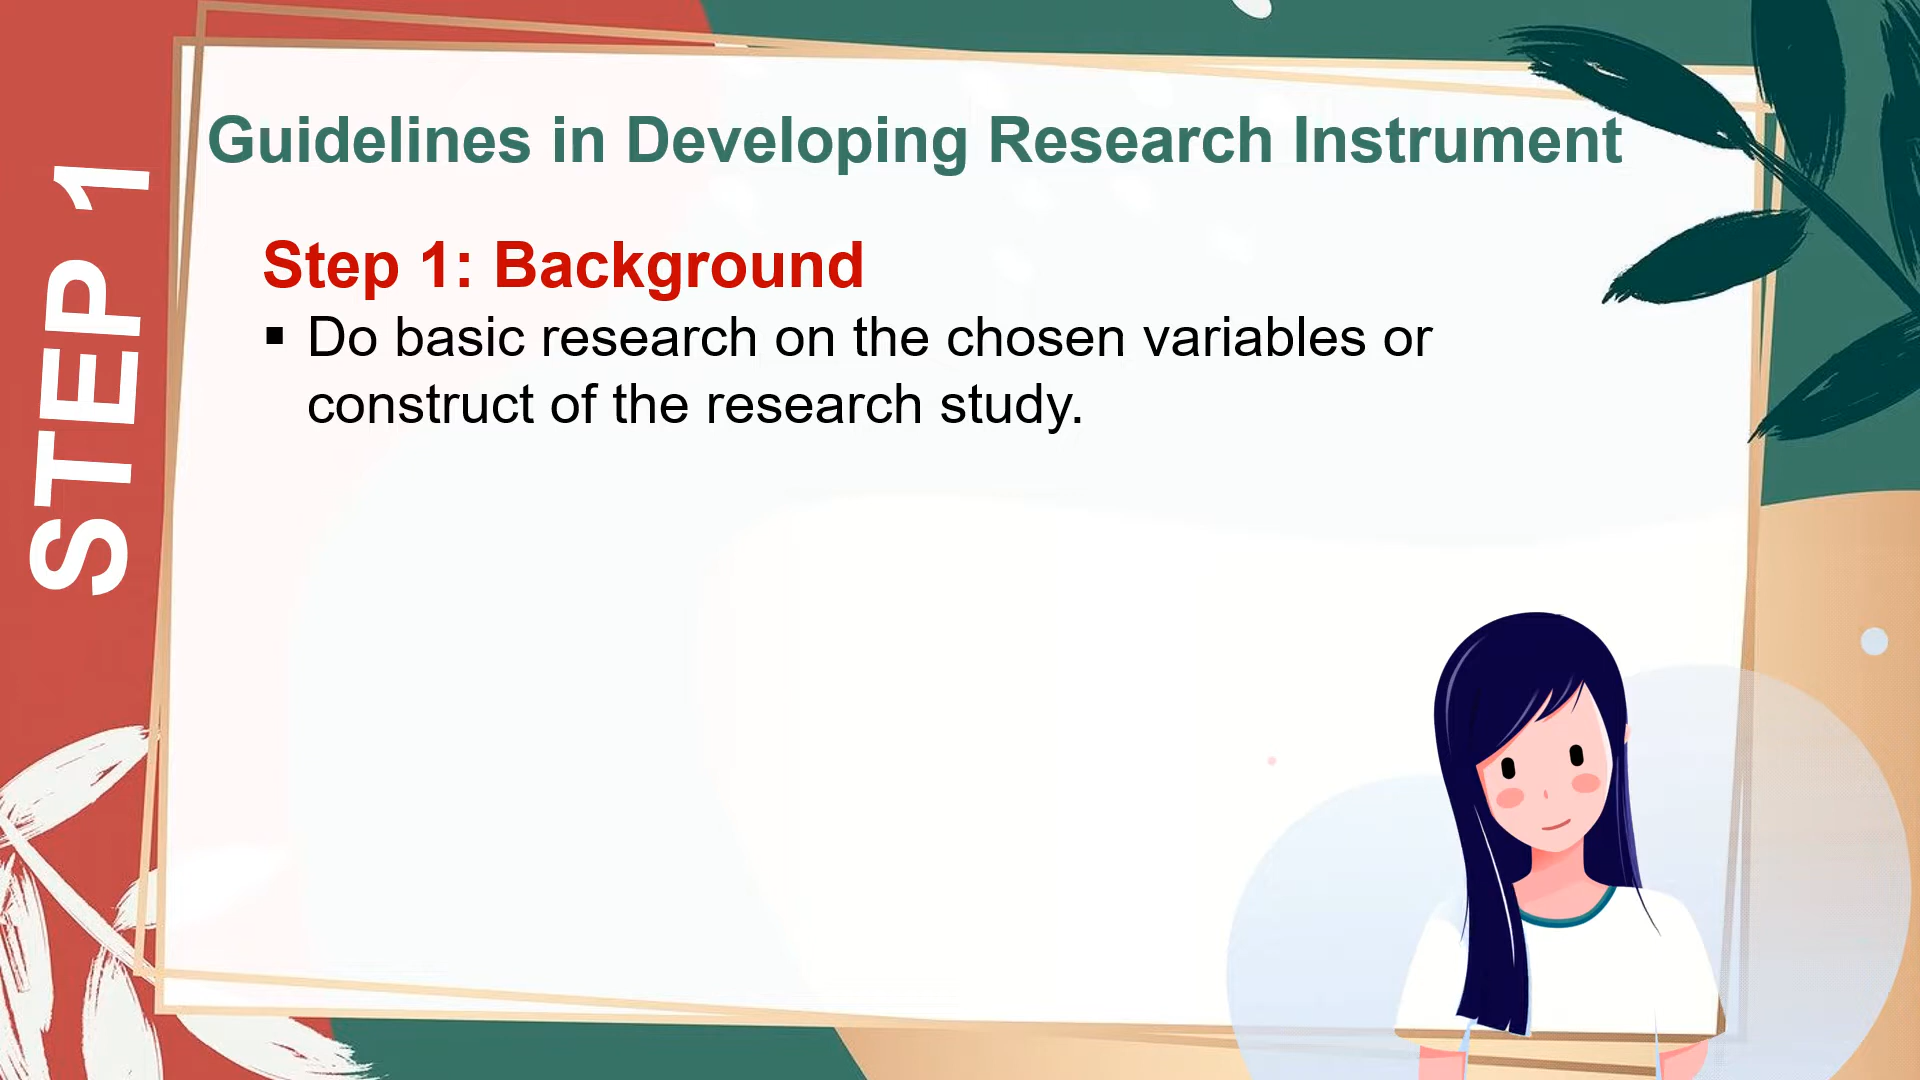 STEP 1
Guidelines in Developing Research Instrument
Step 1: Background
▪ Do basic research on the chosen variables or
construct of the research study.